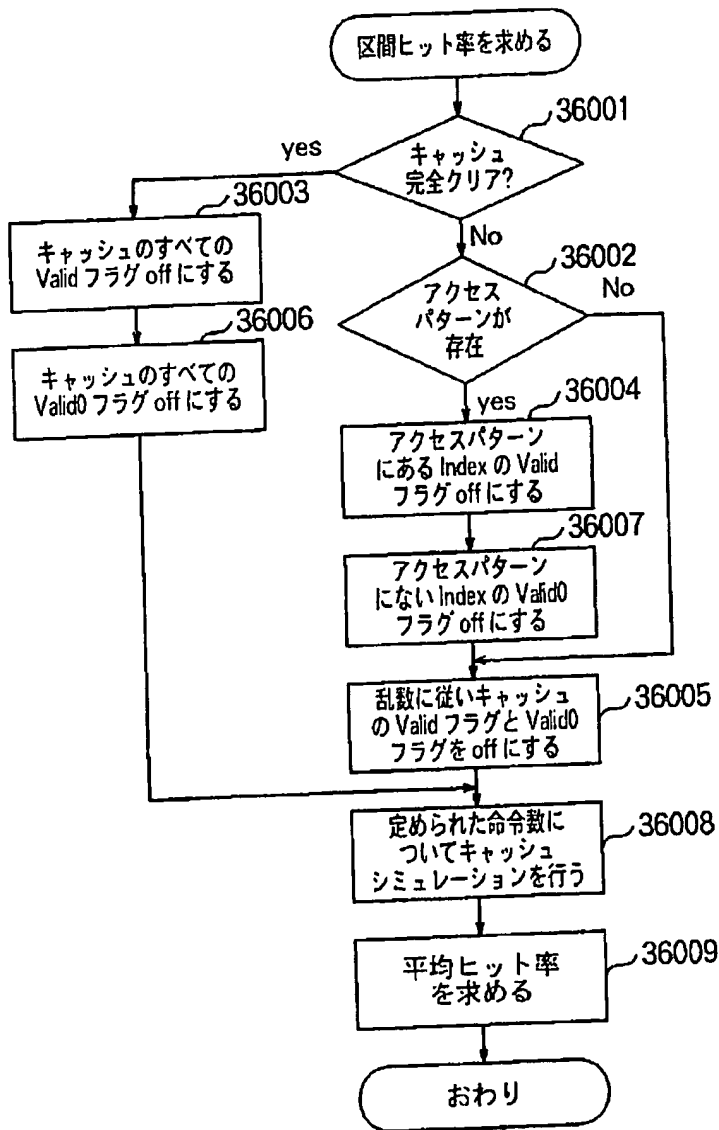 区間ヒット率を求める
36001
キャッシュ
完全クリア?
yes
No
36003
キャッシュのすべての
Valid フラグ off にする
36006
キャッシュのすべての
Valid0 フラグ off にする
36002
アクセス
パターンが
存在
No
yes
36004
アクセスパターン
にある Index の Valid
フラグ off にする
36007
アクセスパターン
にない Index の Valid0
フラグ off にする
36005
乱数に従いキャッシュ
の Valid フラグと Valid0
フラグを off にする
36008
定められた命令数に
ついてキャッシュ
シミュレーションを行う
36009
平均ヒット率
を求める
おわり